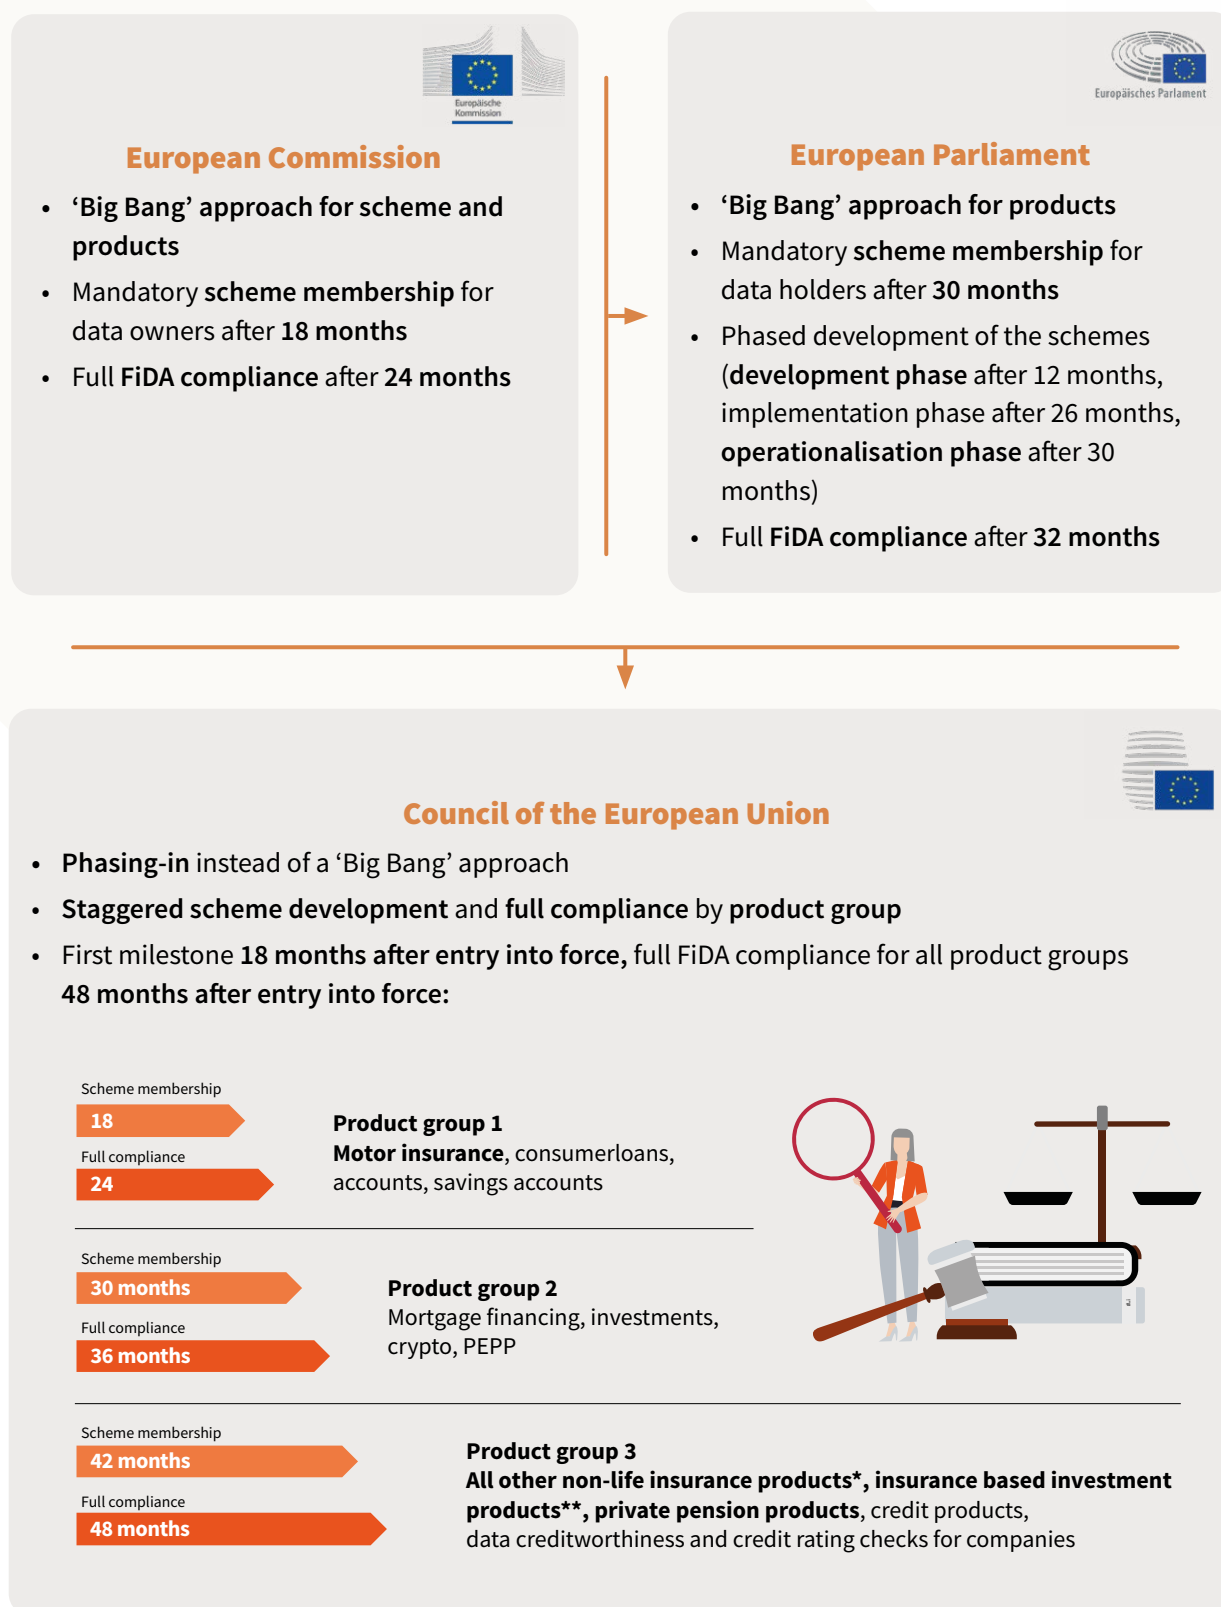 Europäische
Kommission
European Commission
• ‘Big Bang’ approach for scheme and
products
• Mandatory scheme membership for
data owners after 18 months
• Full FiDA compliance after 24 months
Europäisches Parlament
European Parliament
• ‘Big Bang’ approach for products
• Mandatory scheme membership for
data holders after 30 months
• Phased development of the schemes
(development phase after 12 months,
implementation phase after 26 months,
operationalisation phase after 30
months)
• Full FiDA compliance after 32 months
Council of the European Union
• Phasing-in instead of a ‘Big Bang’ approach
• Staggered scheme development and full compliance by product group
• First milestone 18 months after entry into force, full FiDA compliance for all product groups
48 months after entry into force:
Scheme membership
18
Full compliance
24
Product group 1
Motor insurance, consumerloans,
accounts, savings accounts
Scheme membership
30 months
Full compliance
36 months
Product group 2
Mortgage financing, investments,
crypto, PEPP
Scheme membership
42 months
Full compliance
48 months
Product group 3
All other non-life insurance products*, insurance based investment
products**, private pension products, credit products,
data creditworthiness and credit rating checks for companies